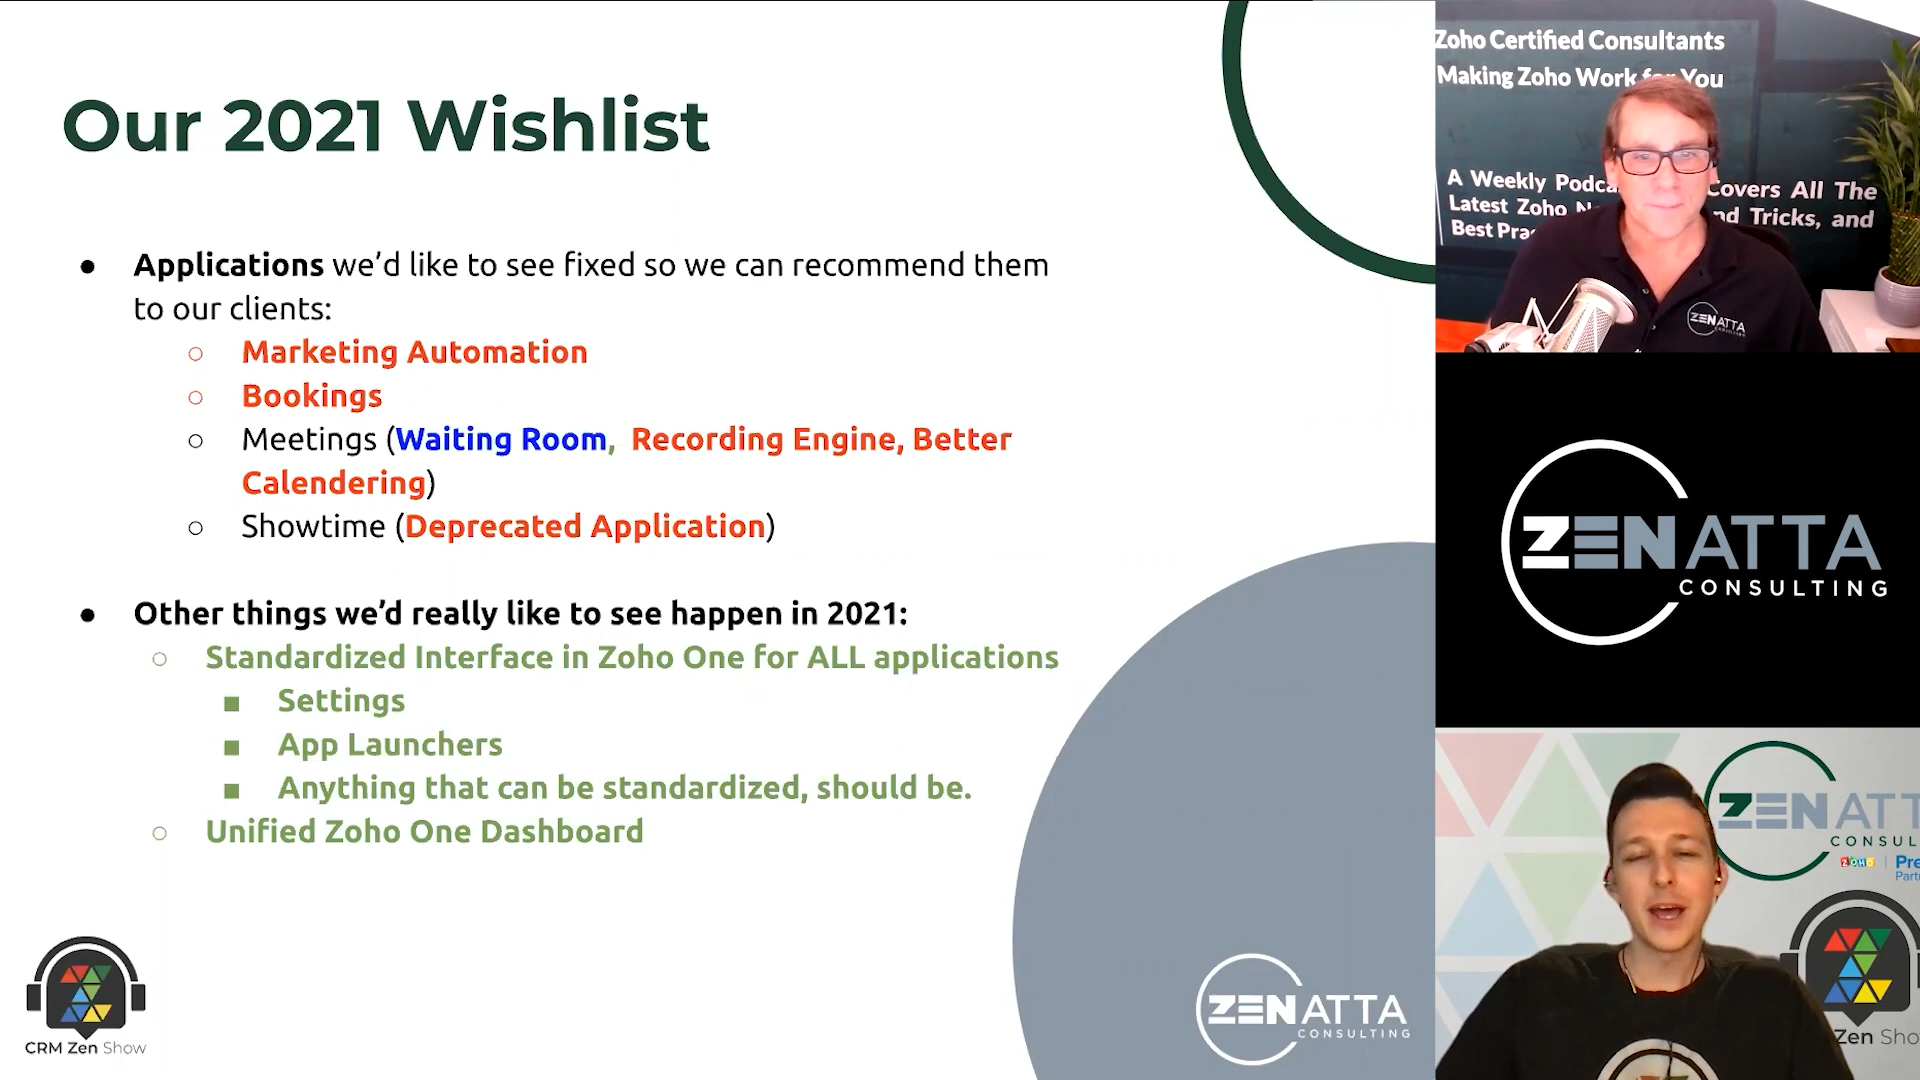 Our 2021 Wishlist
● Applications we’d like to see fixed so we can recommend them
to our clients:
○ Marketing Automation
○ Bookings
○ Meetings (Waiting Room, Recording Engine, Better
Calendering)
○ Showtime (Deprecated Application)
● Other things we’d really like to see happen in 2021:
○ Standardized Interface in Zoho One for ALL applications
■ Settings
■ App Launchers
■ Anything that can be standardized, should be.
○ Unified Zoho One Dashboard
CRM Zen Show
ZENATTA
CONSULTING
Zoho Certified Consultants
Making Zoho Work for You
A Weekly Covers All The
Latest Zoho Tricks, and
Best
ZENATTA
CONSULTING
ZENATTA
CONSULTING
ZENATT
CONSUL
ZOHO
Zen Sho